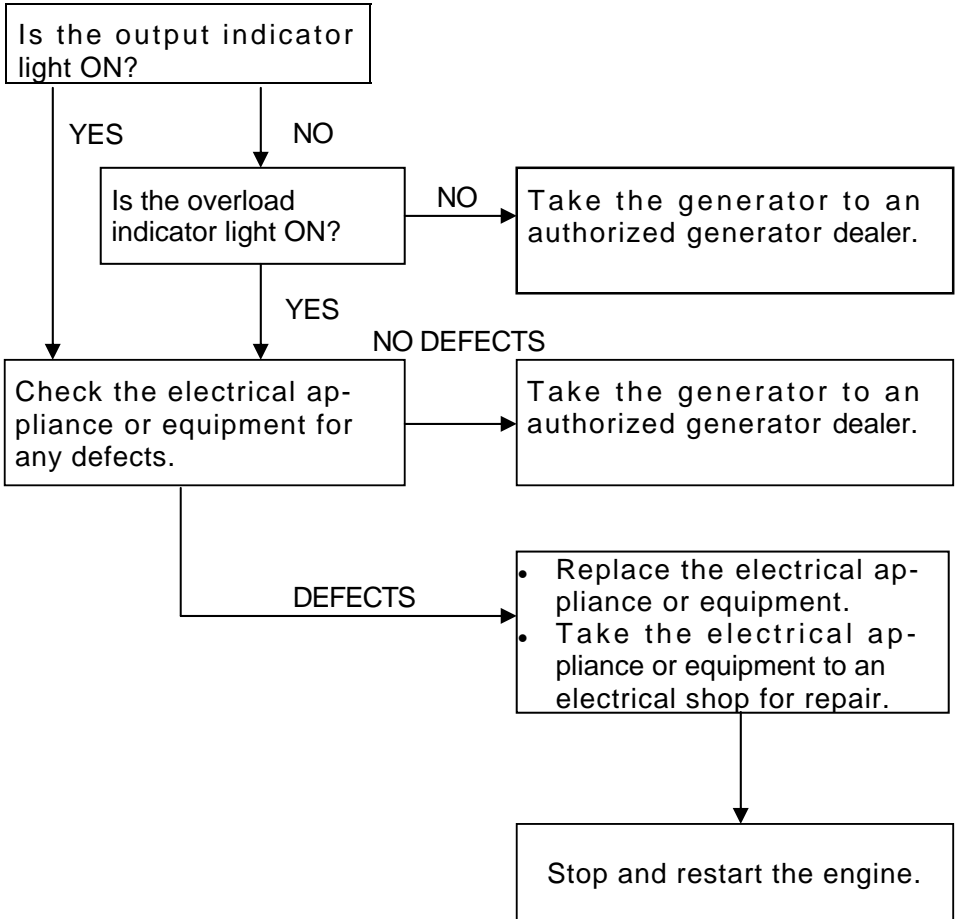 Is the output indicator
light ON?
YES
NO
Is the overload
indicator light ON?
NO
Take the generator to an
authorized generator dealer.
YES
NO DEFECTS
Check the electrical ap-
pliance or equipment for
any defects.
Take the generator to an
authorized generator dealer.
DEFECTS
• Replace the electrical ap-
pliance or equipment.
• Take the electrical ap-
pliance or equipment to an
electrical shop for repair.
Stop and restart the engine.